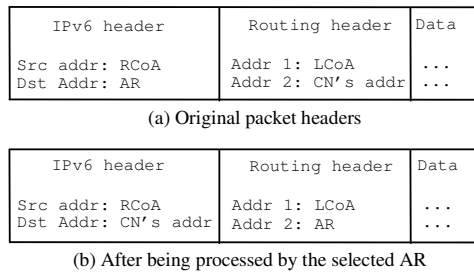 IPv6 header Routing header Data
Src addr: RCoA Addr 1: LCoA ...
Dst Addr: AR Addr 2: CN's addr ...
(a) Original packet headers
IPv6 header Routing header Data
Src addr: RCoA Addr 1: LCoA ...
Dst Addr: CN's addr Addr 2: AR ...
(b) After being processed by the selected AR